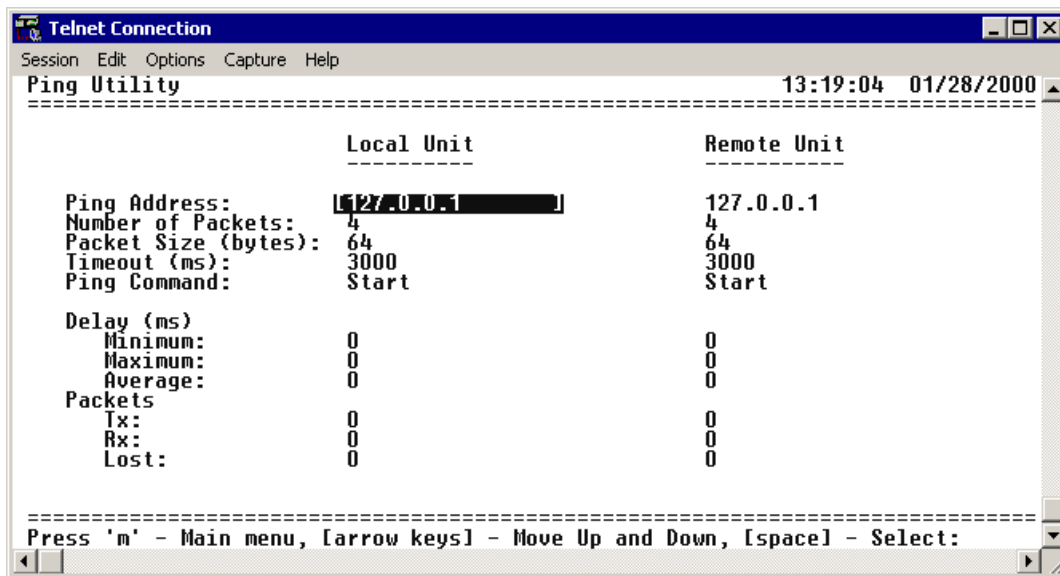 Telnet Connection
Session Edit Options Capture Help
Ping Utility 13:19:04 01/28/2000
================================================================================
Local Unit Remote Unit
---------- -----------
Ping Address: [127.0.0.1 ] 127.0.0.1
Number of Packets: 4 4
Packet Size (bytes): 64 64
Timeout (ms): 3000 3000
Ping Command: Start Start
Delay (ms)
Minimum: 0 0
Maximum: 0 0
Average: 0 0
Packets
Tx: 0 0
Rx: 0 0
Lost: 0 0
================================================================================
Press 'm' - Main menu, [arrow keys] - Move Up and Down, [space] - Select: